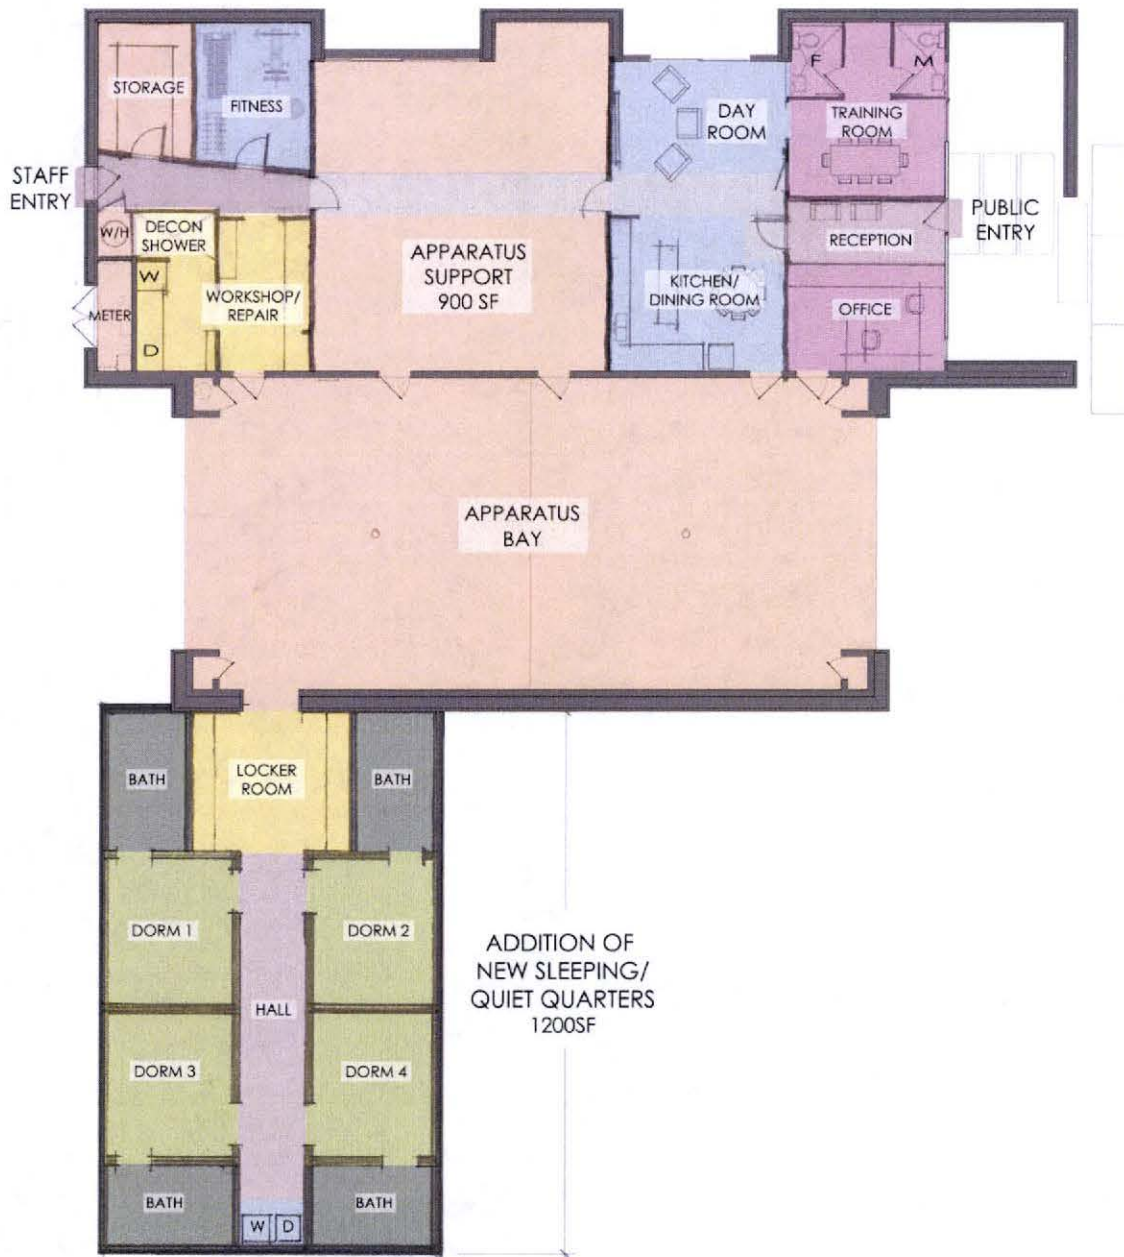 F
M
STORAGE
FITNESS
DAY
ROOM
TRAINING
ROOM
STAFF
ENTRY
W/H
DECON
SHOWER
PUBLIC
ENTRY
RECEPTION
APPARATUS
SUPPORT
900 SF
W
WORKSHOP/
REPAIR
KITCHEN/
DINING ROOM
METER
OFFICE
D
APPARATUS
BAY
BATH
LOCKER
ROOM
BATH
DORM 1
DORM 2
ADDITION OF
NEW SLEEPING/
QUIET QUARTERS
1200SF
HALL
DORM 3
DORM 4
BATH
BATH
W D